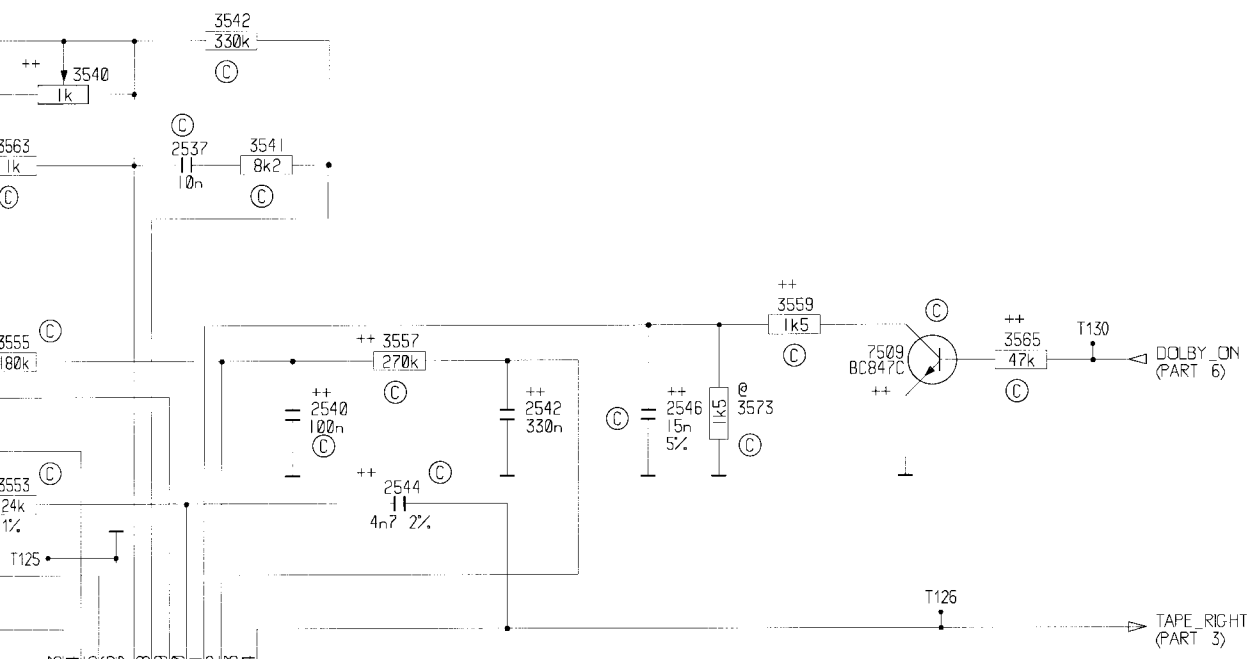 3542
330k
C
++
3540
1k
C
2537
10n
3541
8k2
C
3563
1k
C
++
3559
1k5
C
C
7509
BC847C
++
++
3565
47k
C
T130
DOLBY_ON
(PART 6)
3555
180k
C
++ 3557
270k
C
++
2540
100n
C
++
2542
330n
C
++
2546
15n
5%
@
3573
1k5
C
3553
24k
1%
C
++
2544
4n7 2%
C
T125
T126
TAPE_RIGHT
(PART 3)